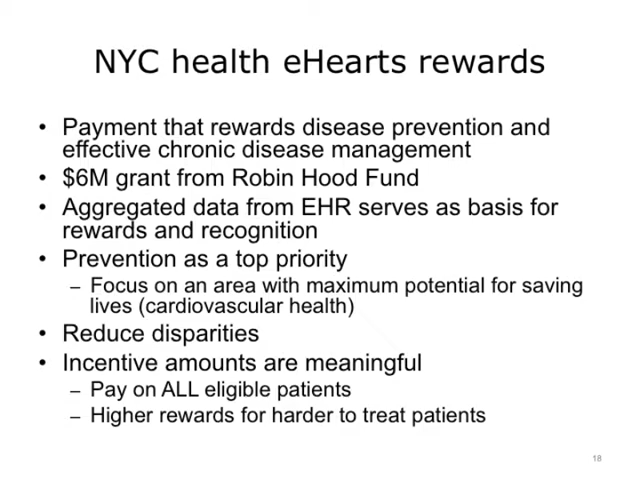 NYC health eHearts rewards
• Payment that rewards disease prevention and
effective chronic disease management
• $6M grant from Robin Hood Fund
• Aggregated data from EHR serves as basis for
rewards and recognition
• Prevention as a top priority
– Focus on an area with maximum potential for saving
lives (cardiovascular health)
• Reduce disparities
• Incentive amounts are meaningful
– Pay on ALL eligible patients
– Higher rewards for harder to treat patients
18